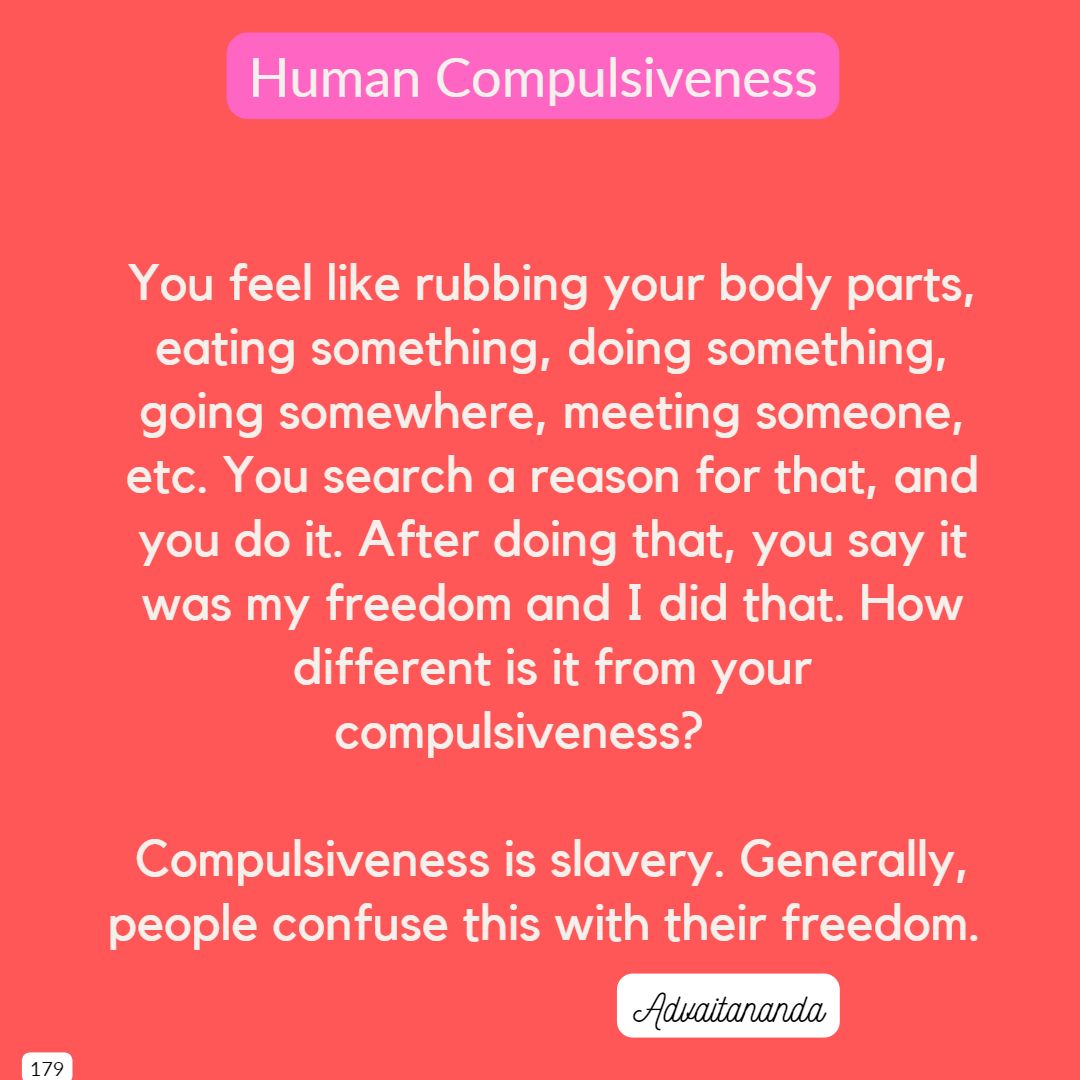 Human Compulsiveness
You feel like rubbing your body parts,
eating something, doing something,
going somewhere, meeting someone,
etc. You search a reason for that, and
you do it. After doing that, you say it
was my freedom and I did that. How
different is it from your
compulsiveness?
Compulsiveness is slavery. Generally,
people confuse this with their freedom.
Advaitananda
179